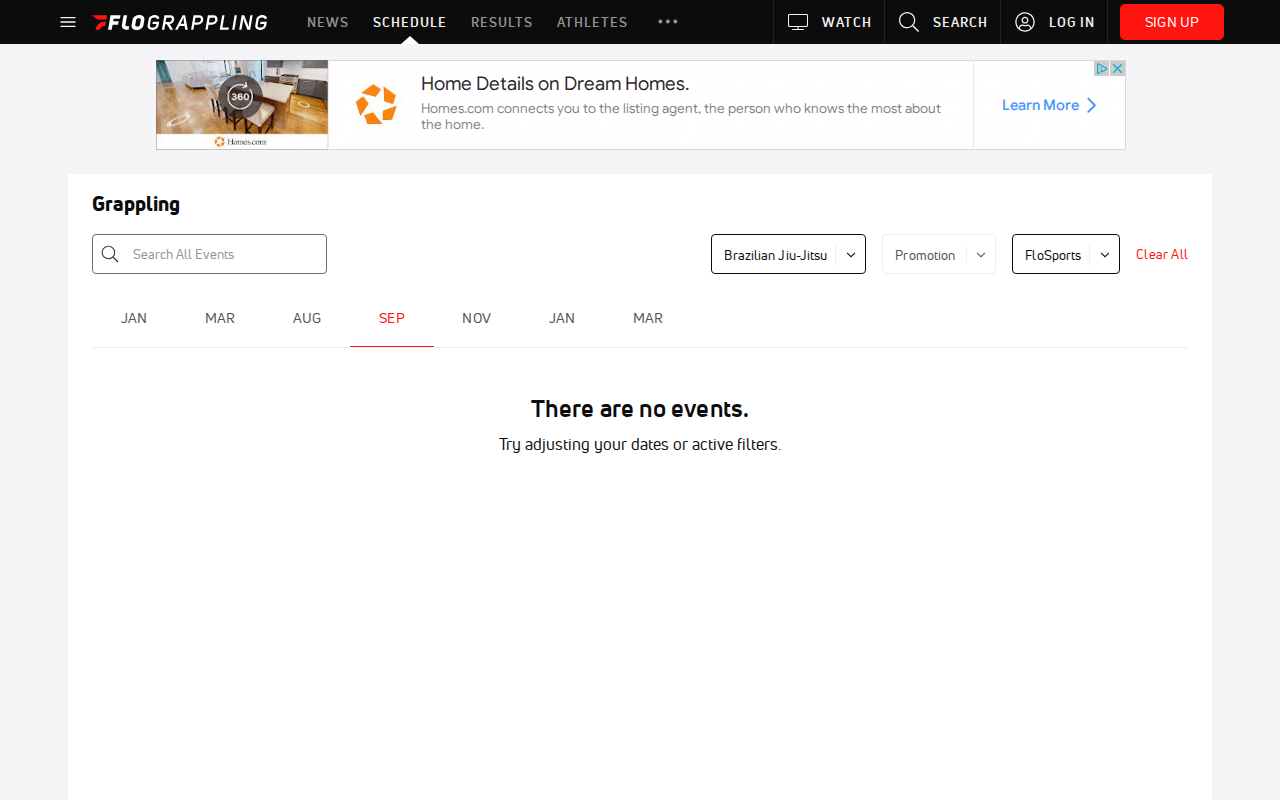 FLOGRAPPLING NEWS SCHEDULE RESULTS ATHLETES ••• WATCH SEARCH LOG IN SIGN UP
360
Homes.com
Home Details on Dream Homes.
Homes.com connects you to the listing agent, the person who knows the most about
the home.
Learn More
Grappling
Search All Events
Brazilian Jiu-Jitsu
Promotion
FloSports
Clear All
JAN MAR AUG SEP NOV JAN MAR
There are no events.
Try adjusting your dates or active filters.